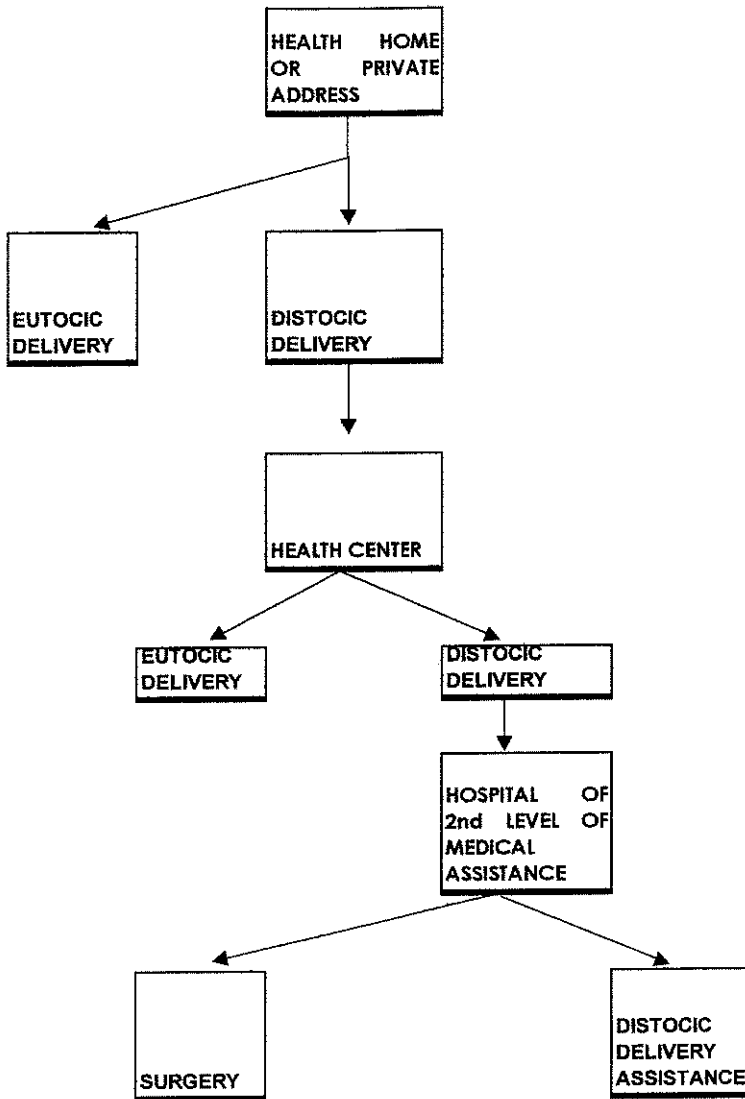 HEALTH HOME
OR PRIVATE
ADDRESS
EUTOCIC
DELIVERY
DISTOCIC
DELIVERY
HEALTH CENTER
EUTOCIC
DELIVERY
DISTOCIC
DELIVERY
HOSPITAL OF
2nd LEVEL OF
MEDICAL
ASSISTANCE
SURGERY
DISTOCIC
DELIVERY
ASSISTANCE